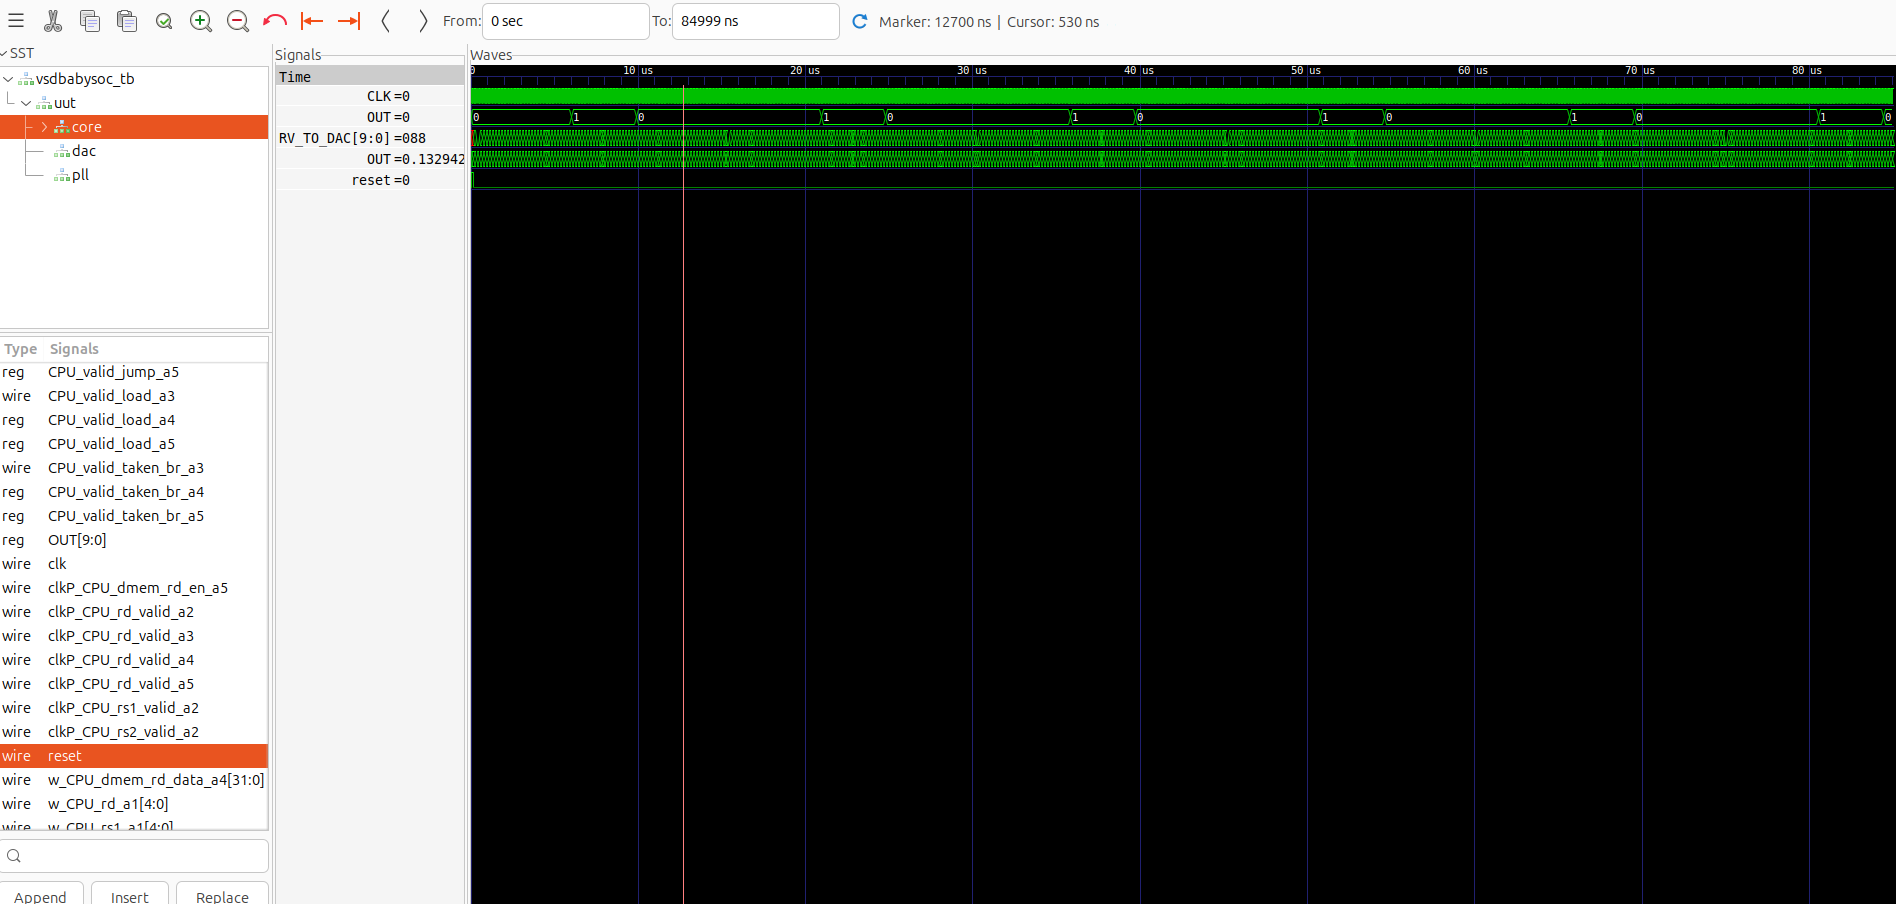 From: 0 sec To: 84999 ns Marker: 12700 ns | Cursor: 530 ns
SST
vsdbabysoc_tb
uut
core
dac
pll
Type Signals
reg CPU_valid_jump_a5
wire CPU_valid_load_a3
reg CPU_valid_load_a4
reg CPU_valid_load_a5
wire CPU_valid_taken_br_a3
reg CPU_valid_taken_br_a4
reg CPU_valid_taken_br_a5
reg OUT[9:0]
wire clk
wire clkP_CPU_dmem_rd_en_a5
wire clkP_CPU_rd_valid_a2
wire clkP_CPU_rd_valid_a3
wire clkP_CPU_rd_valid_a4
wire clkP_CPU_rd_valid_a5
wire clkP_CPU_rs1_valid_a2
wire clkP_CPU_rs2_valid_a2
wire reset
wire w_CPU_dmem_rd_data_a4[31:0]
wire w_CPU_rd_a1[4:0]
wire w_CPU_rs1_a1[4:0]
Append Insert Replace
Signals
Time
CLK=0
OUT=0
RV_TO_DAC[9:0]=088
OUT=0.132942
reset=0
Waves
0 10 us 20 us 30 us 40 us 50 us 60 us 70 us 80 us
0 1 0 1 0 1 0 1 0 1 0 1 0